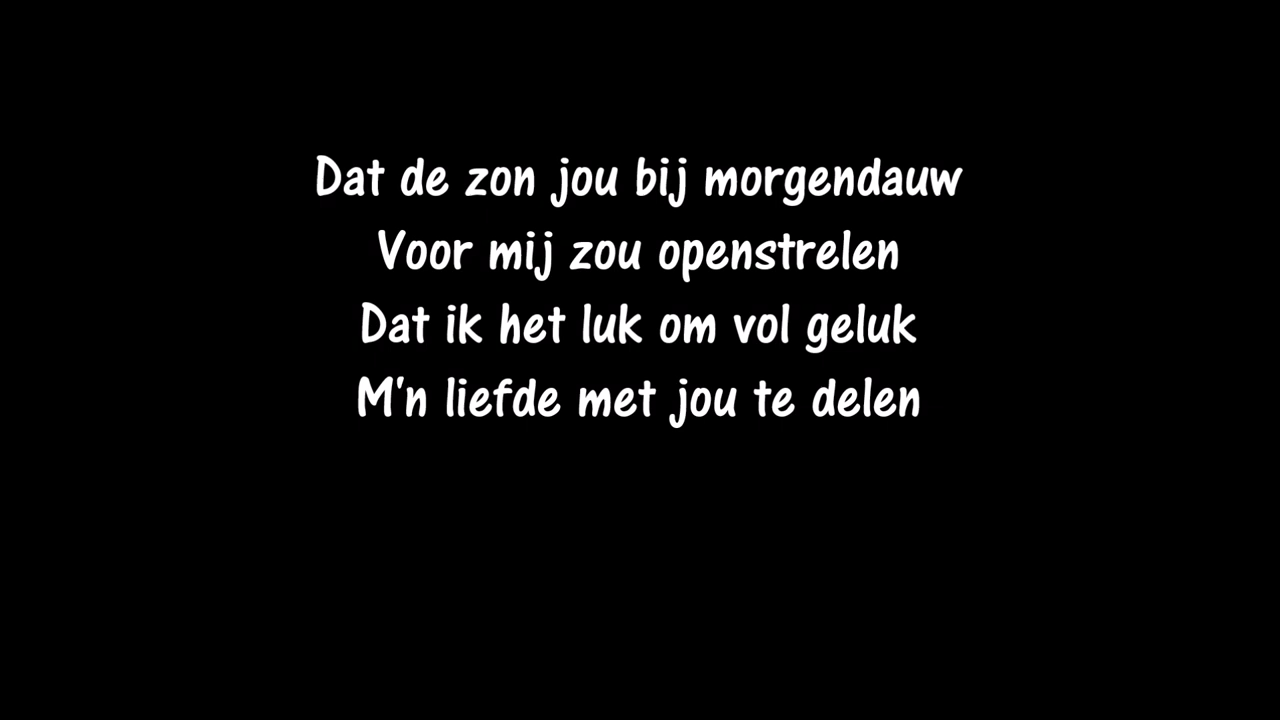 Dat de zon jou bij morgendauw
Voor mij zou openstrelen
Dat ik het luk om vol geluk
M'n liefde met jou te delen